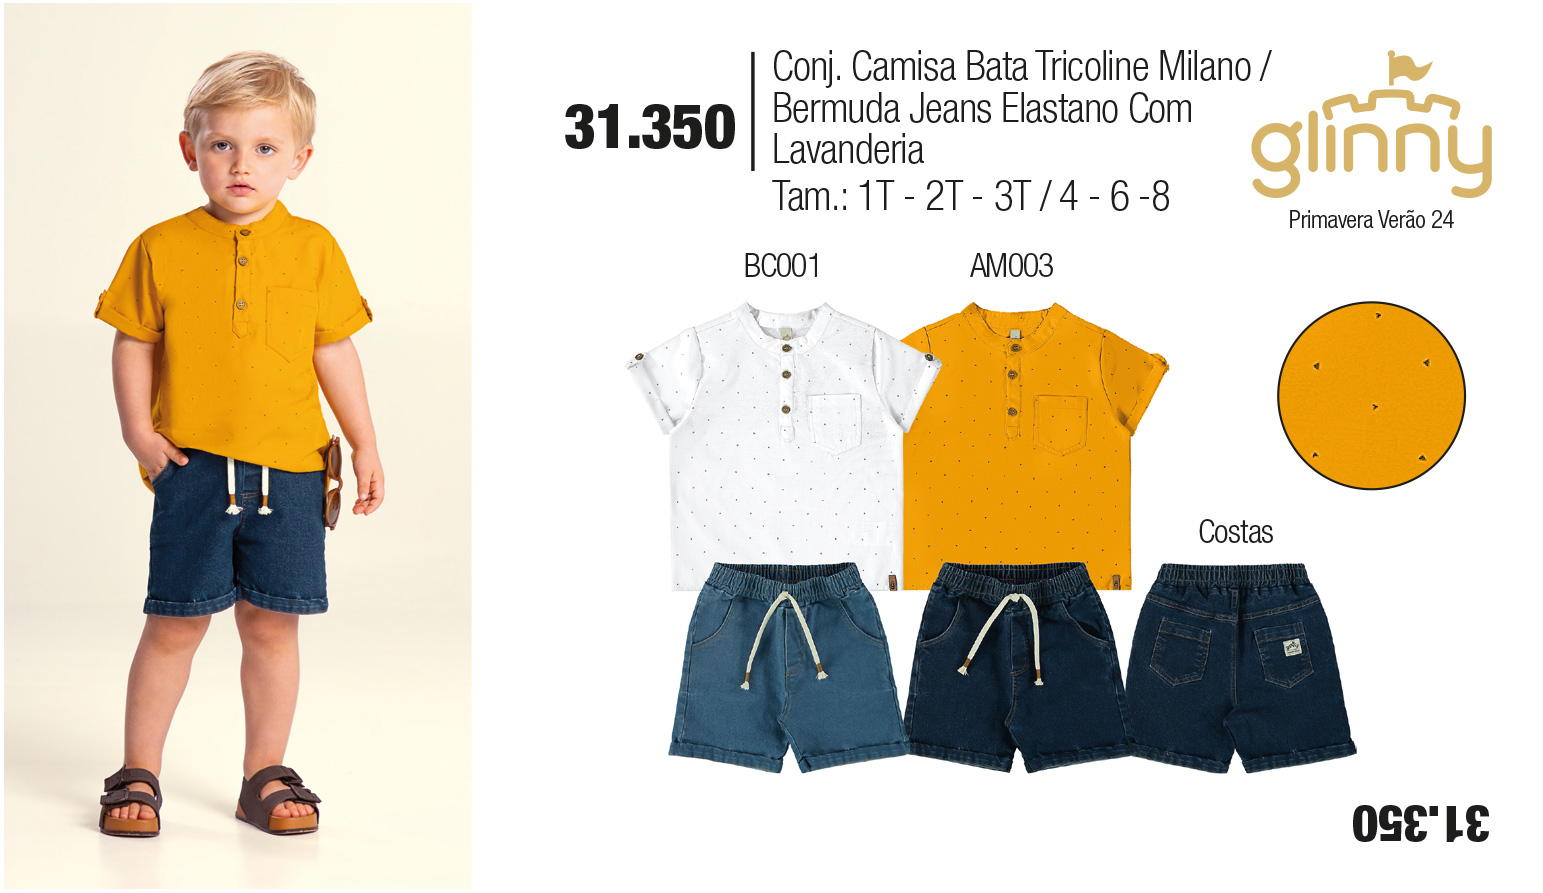 31.350
Conj. Camisa Bata Tricoline Milano /
Bermuda Jeans Elastano Com
Lavanderia
Tam.: 1T - 2T - 3T / 4 - 6 -8
glinny
Primavera Verão 24
BC001
AM003
Costas
glinny
31.350